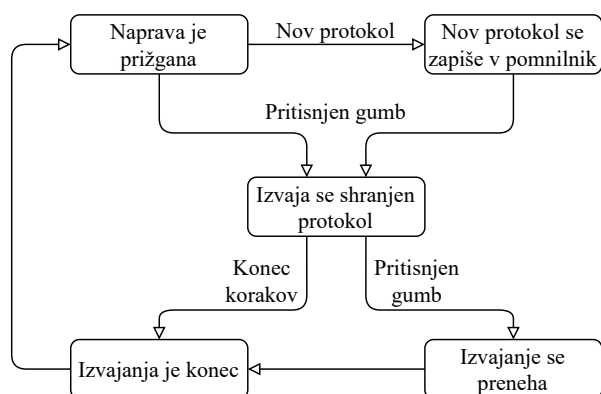 Naprava je
prižgana
Nov protokol
Nov protokol se
zapiše v pomnilnik
Pritisnjen gumb
Izvaja se shranjen
protokol
Konec
korakov
Pritisnjen
gumb
Izvajanja je konec
Izvajanje se
preneha